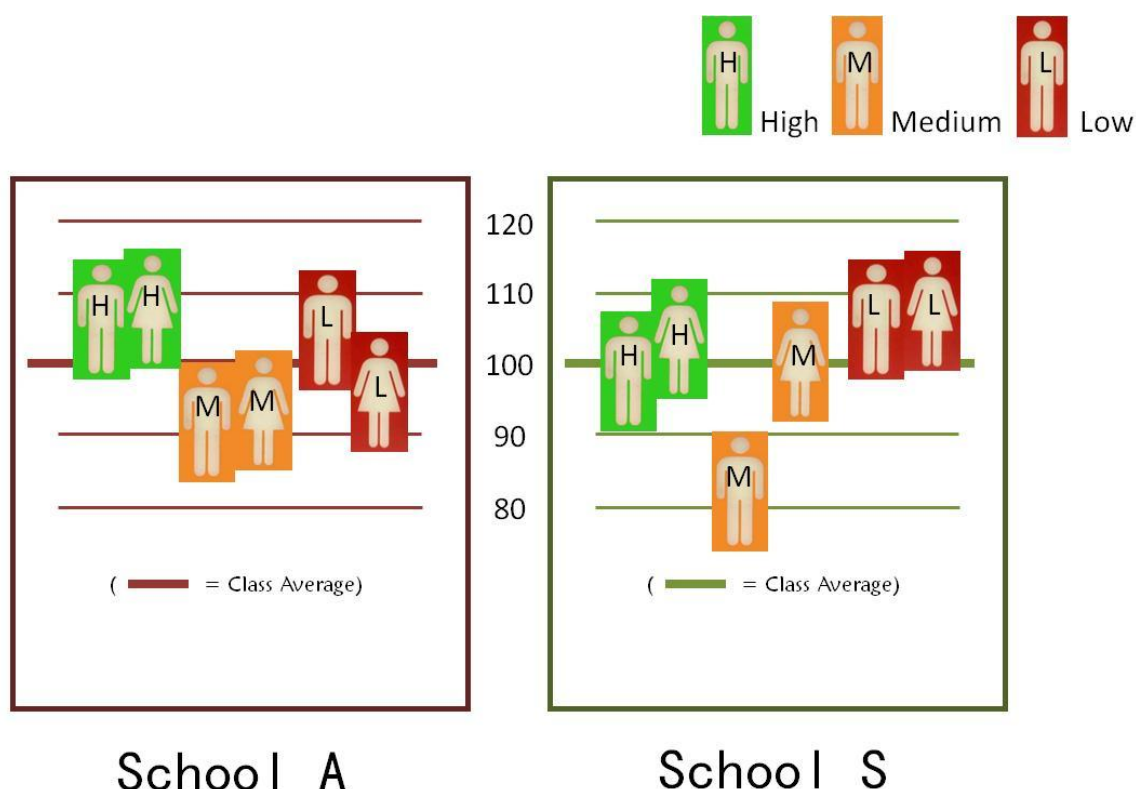 H High M Medium L Low
120
110
100
90
80
H H M M L L
( = Class Average)
H H M M L L
( = Class Average)
School A
School S